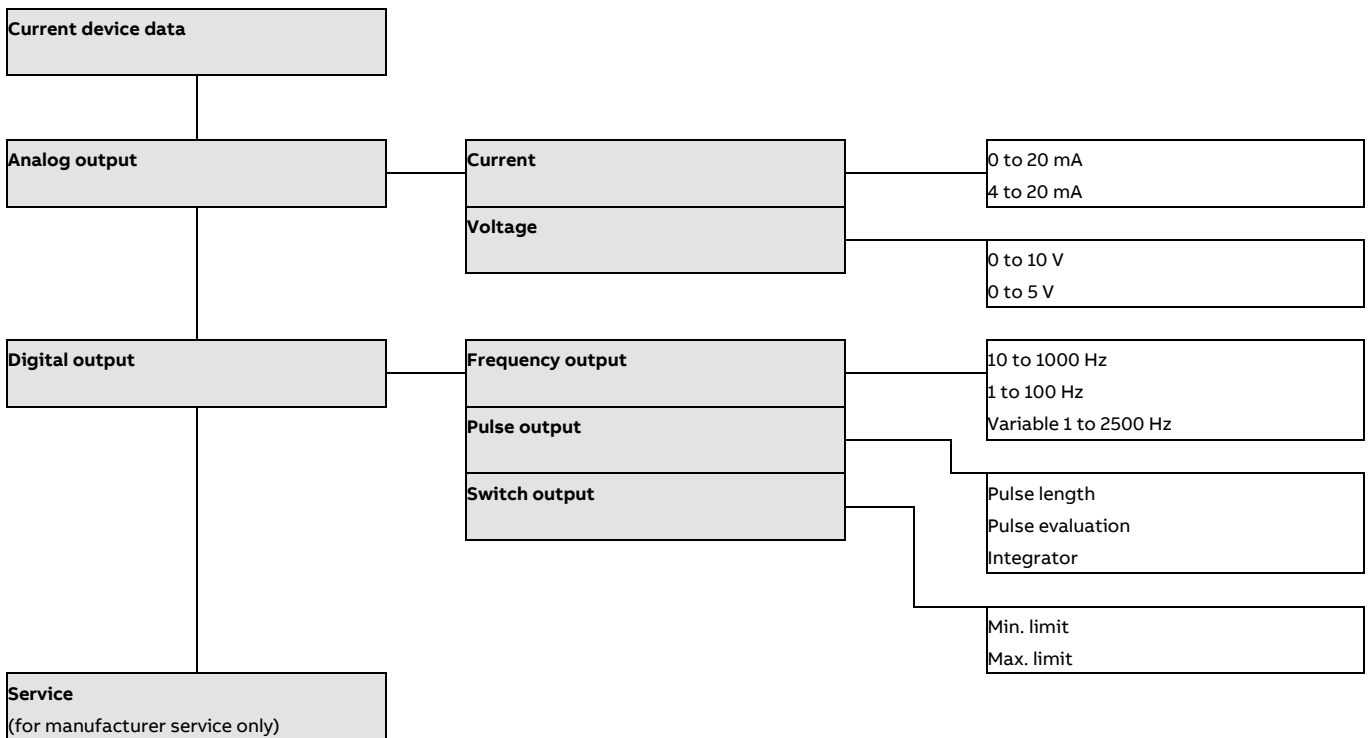 Current device data
Analog output
Current
0 to 20 mA
4 to 20 mA
Voltage
0 to 10 V
0 to 5 V
Digital output
Frequency output
10 to 1000 Hz
1 to 100 Hz
Variable 1 to 2500 Hz
Pulse output
Pulse length
Pulse evaluation
Integrator
Switch output
Min. limit
Max. limit
Service
(for manufacturer service only)